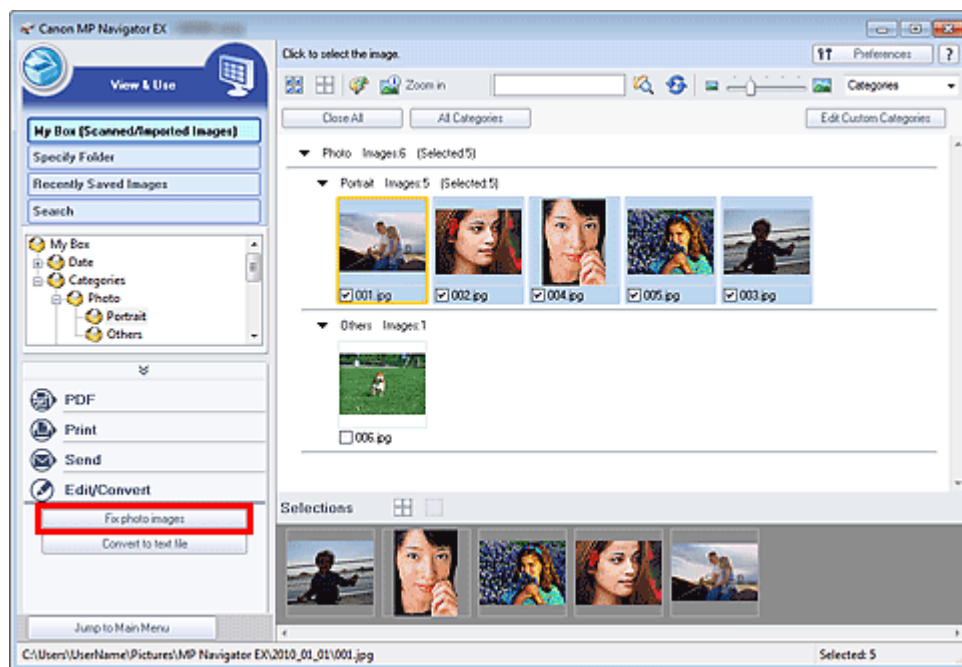 Canon MP Navigator EX
View & Use
My Box (Scanned/Imported Images)
Specify Folder
Recently Saved Images
Search
My Box
Date
Categories
Photo
Portrait
Others
PDF
Print
Send
Edit/Convert
Fix photo images
Convert to text file
Jump to Main Menu
Click to select the image.
Preferences
?
Zoom in
Categories
Close All
All Categories
Edit Custom Categories
Photo Images:6 (Selected:5)
Portrait Images:5 (Selected:5)
001.jpg 002.jpg 004.jpg 005.jpg 003.jpg
Others Images:1
006.jpg
Selections
C:\Users\UserName\Pictures\MP Navigator EX\2010_01_01\001.jpg
Selected: 5